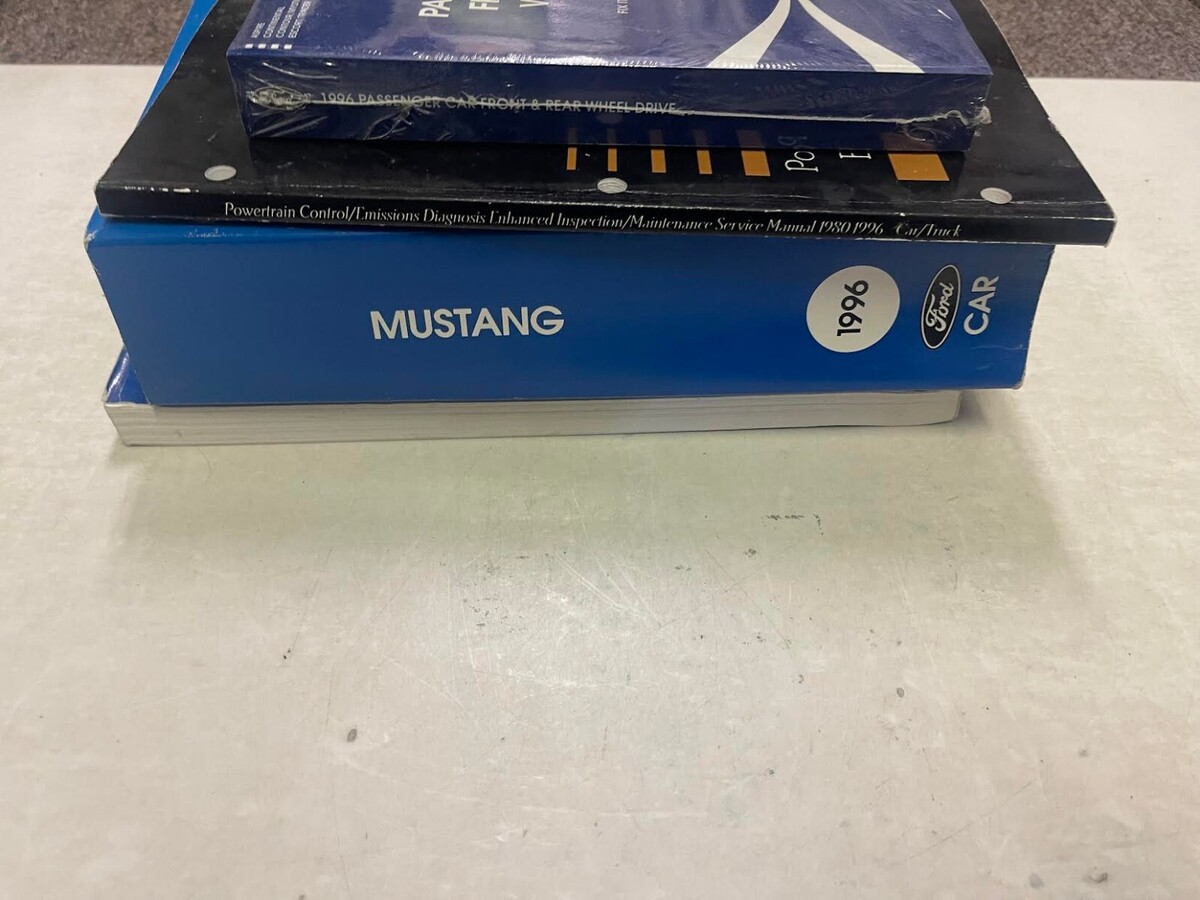 ASPIRE
1996 PASSENGER CAR FRONT & REAR WHEEL DRIVE
Powertrain Control/Emissions Diagnosis Enhanced Inspection/Maintenance Service Manual 1980 1996 Car/Truck
MUSTANG
1996
Ford
CAR